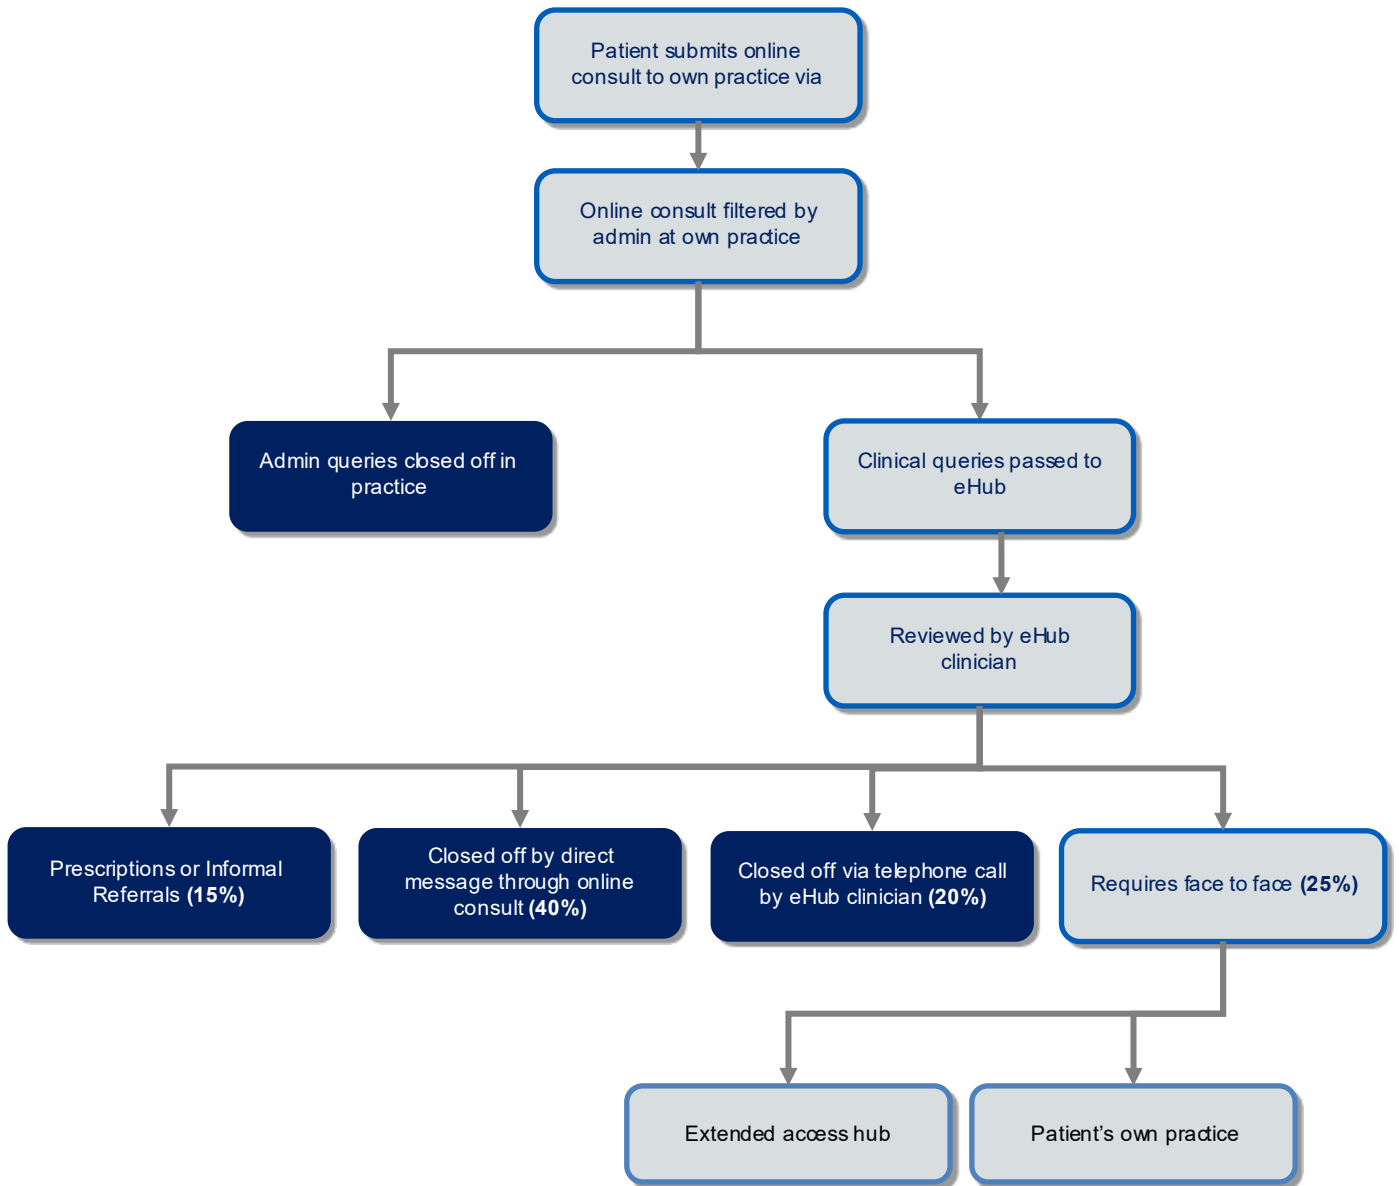 Patient submits online
consult to own practice via
Online consult filtered by
admin at own practice
Admin queries closed off in
practice
Clinical queries passed to
eHub
Reviewed by eHub
clinician
Prescriptions or Informal
Referrals (15%)
Closed off by direct
message through online
consult (40%)
Closed off via telephone call
by eHub clinician (20%)
Requires face to face (25%)
Extended access hub
Patient’s own practice